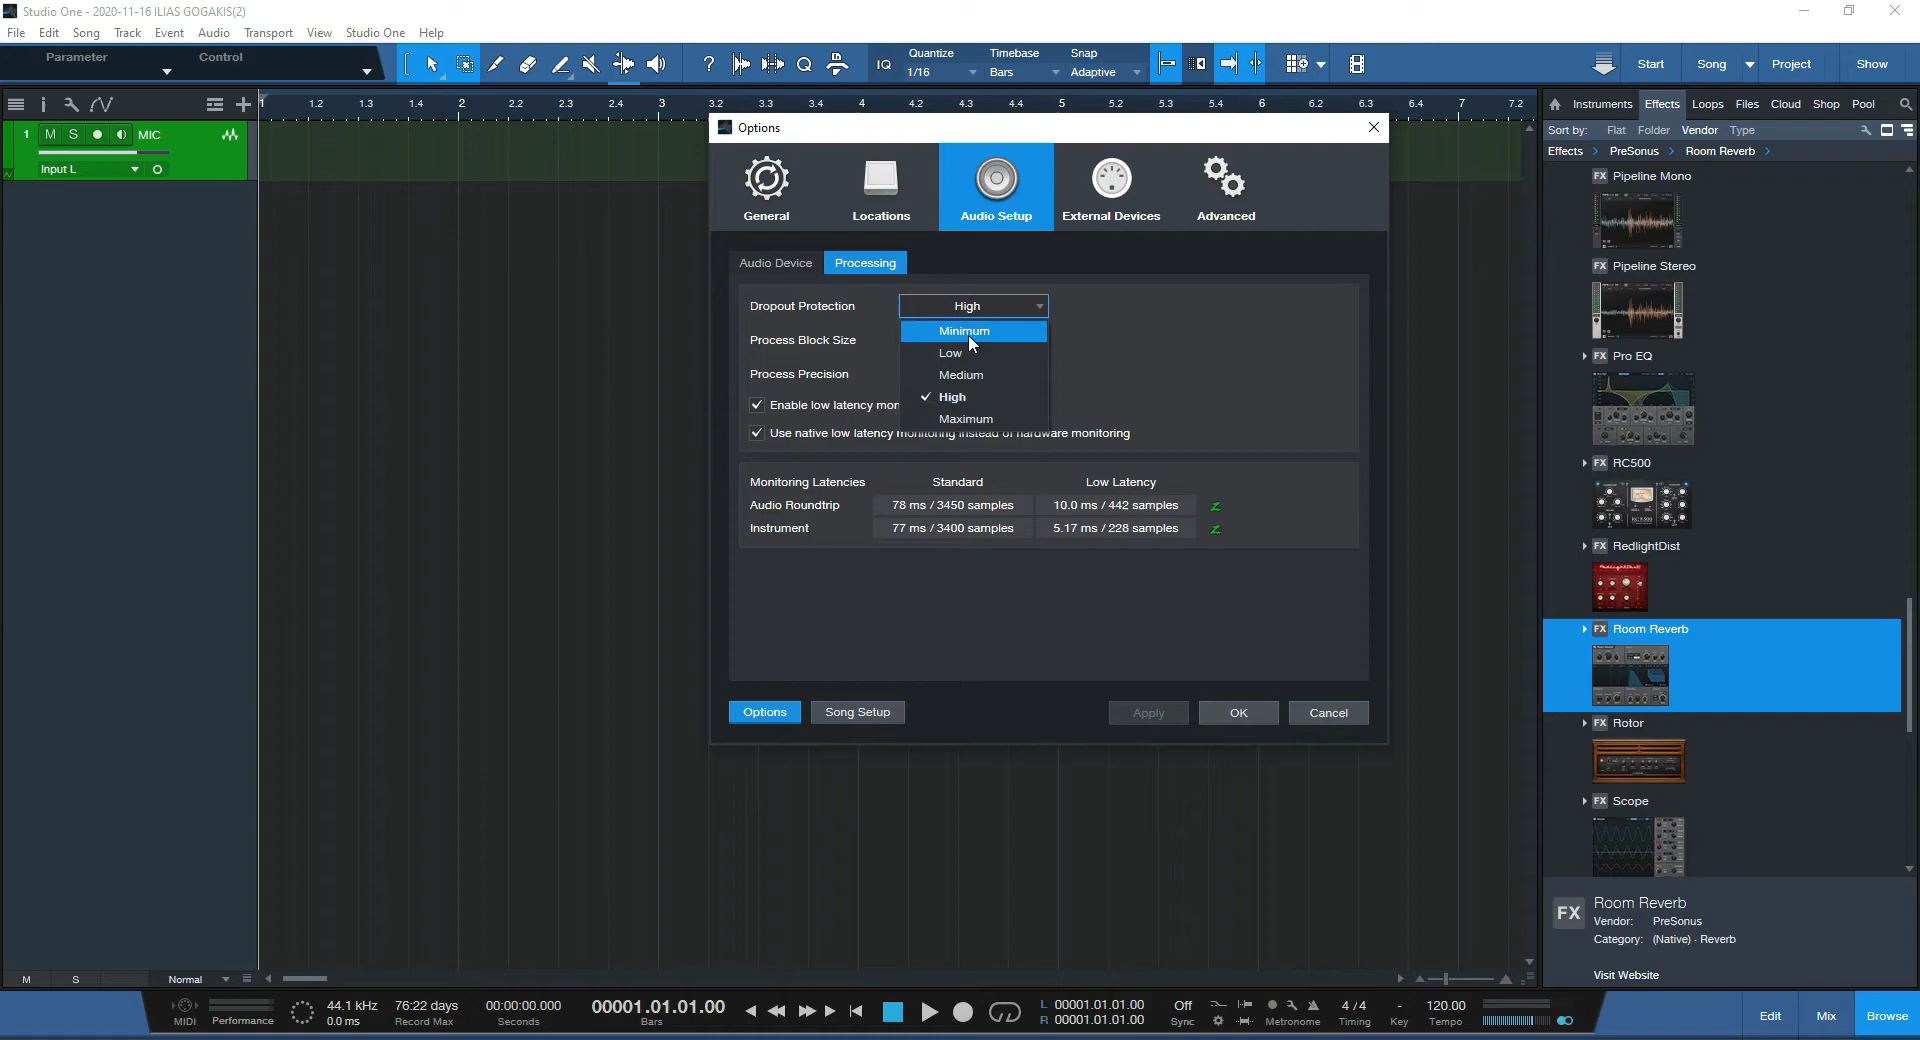 Studio One - 2020-11-16 ILIAS GOGAKIS(2)
File Edit Song Track Event Audio Transport View Studio One Help
Parameter Control
Quantize Timebase Snap
IQ 1/16 Bars Adaptive
Start Song Project Show
1 1.2 1.3 1.4 2 2.2 2.3 2.4 3 3.2 3.3 3.4 4 4.2 4.3 4.4 5 5.2 5.3 5.4 6 6.2 6.3 6.4 7 7.2
Instruments Effects Loops Files Cloud Shop Pool
1 M S MIC
Input L
Options
General Locations Audio Setup External Devices Advanced
Audio Device Processing
Dropout Protection High
Minimum
Process Block Size
Low
Process Precision Medium
High
Enable low latency mon
Maximum
Use native low latency monitoring instead of hardware monitoring
Monitoring Latencies Standard Low Latency
Audio Roundtrip 78 ms / 3450 samples 10.0 ms / 442 samples Z
Instrument 77 ms / 3400 samples 5.17 ms / 228 samples Z
Options Song Setup Apply OK Cancel
Sort by: Flat Folder Vendor Type
Effects > PreSonus > Room Reverb >
FX Pipeline Mono
FX Pipeline Stereo
FX Pro EQ
FX RC500
FX RedlightDist
FX Room Reverb
FX Rotor
FX Scope
FX Room Reverb
Vendor: PreSonus
Category: (Native) - Reverb
Visit Website
M S Normal
MIDI Performance
44.1 kHz
0.0 ms
76:22 days
Record Max
00:00:00.000
Seconds
00001.01.01.00
Bars
L 00001.01.01.00
R 00001.01.01.00
Off
Sync
Metronome
4 / 4
Timing
-
Key
120.00
Tempo
Edit Mix Browse